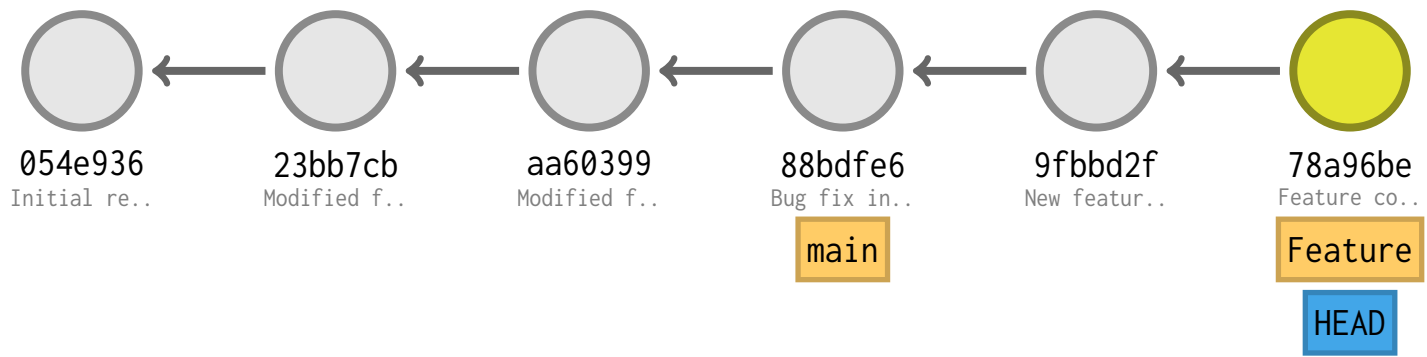 054e936 23bb7cb aa60399 88bdfe6 9fbbd2f 78a96be
Initial re.. Modified f.. Modified f.. Bug fix in.. New featur.. Feature co..
main Feature
HEAD